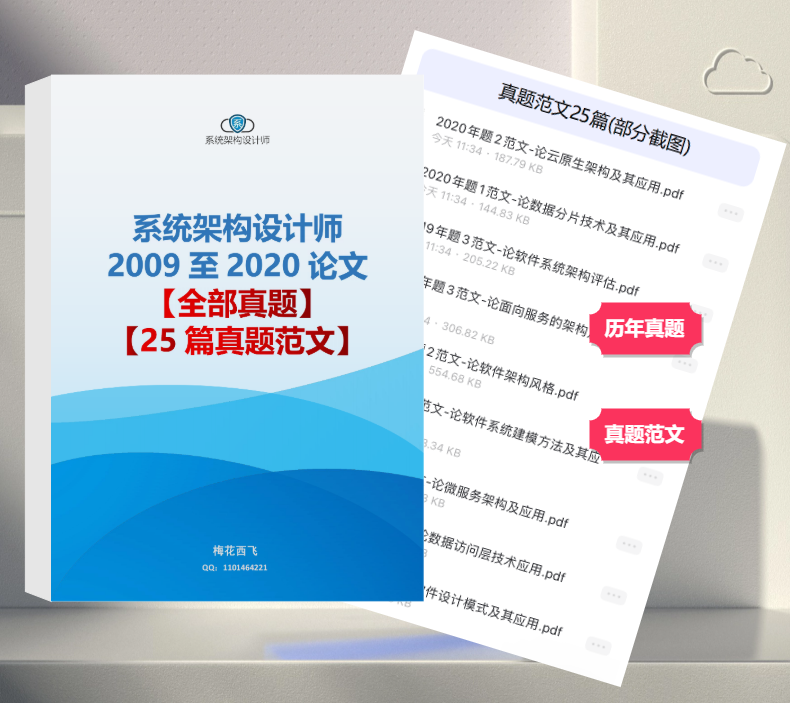 系统架构设计师
系统架构设计师
2009 至 2020 论文
【全部真题】
【25 篇真题范文】
梅花西飞
QQ：1101464221
真题范文25篇(部分截图)
2020年题2范文-论云原生架构及其应用.pdf
今天 11:34 · 187.79 KB
2020年题1范文-论数据分片技术及其应用.pdf
天 11:34 · 144.83 KB
19年题3范文-论软件系统架构评估.pdf
11:34 · 205.22 KB
年题3范文-论面向服务的架构
4 · 306.82 KB
历年真题
题2范文-论软件架构风格.pdf
554.68 KB
范文-论软件系统建模方法及其应
3.34 KB
真题范文
-论微服务架构及应用.pdf
KB
论数据访问层技术应用.pdf
件设计模式及其应用.pdf
KB